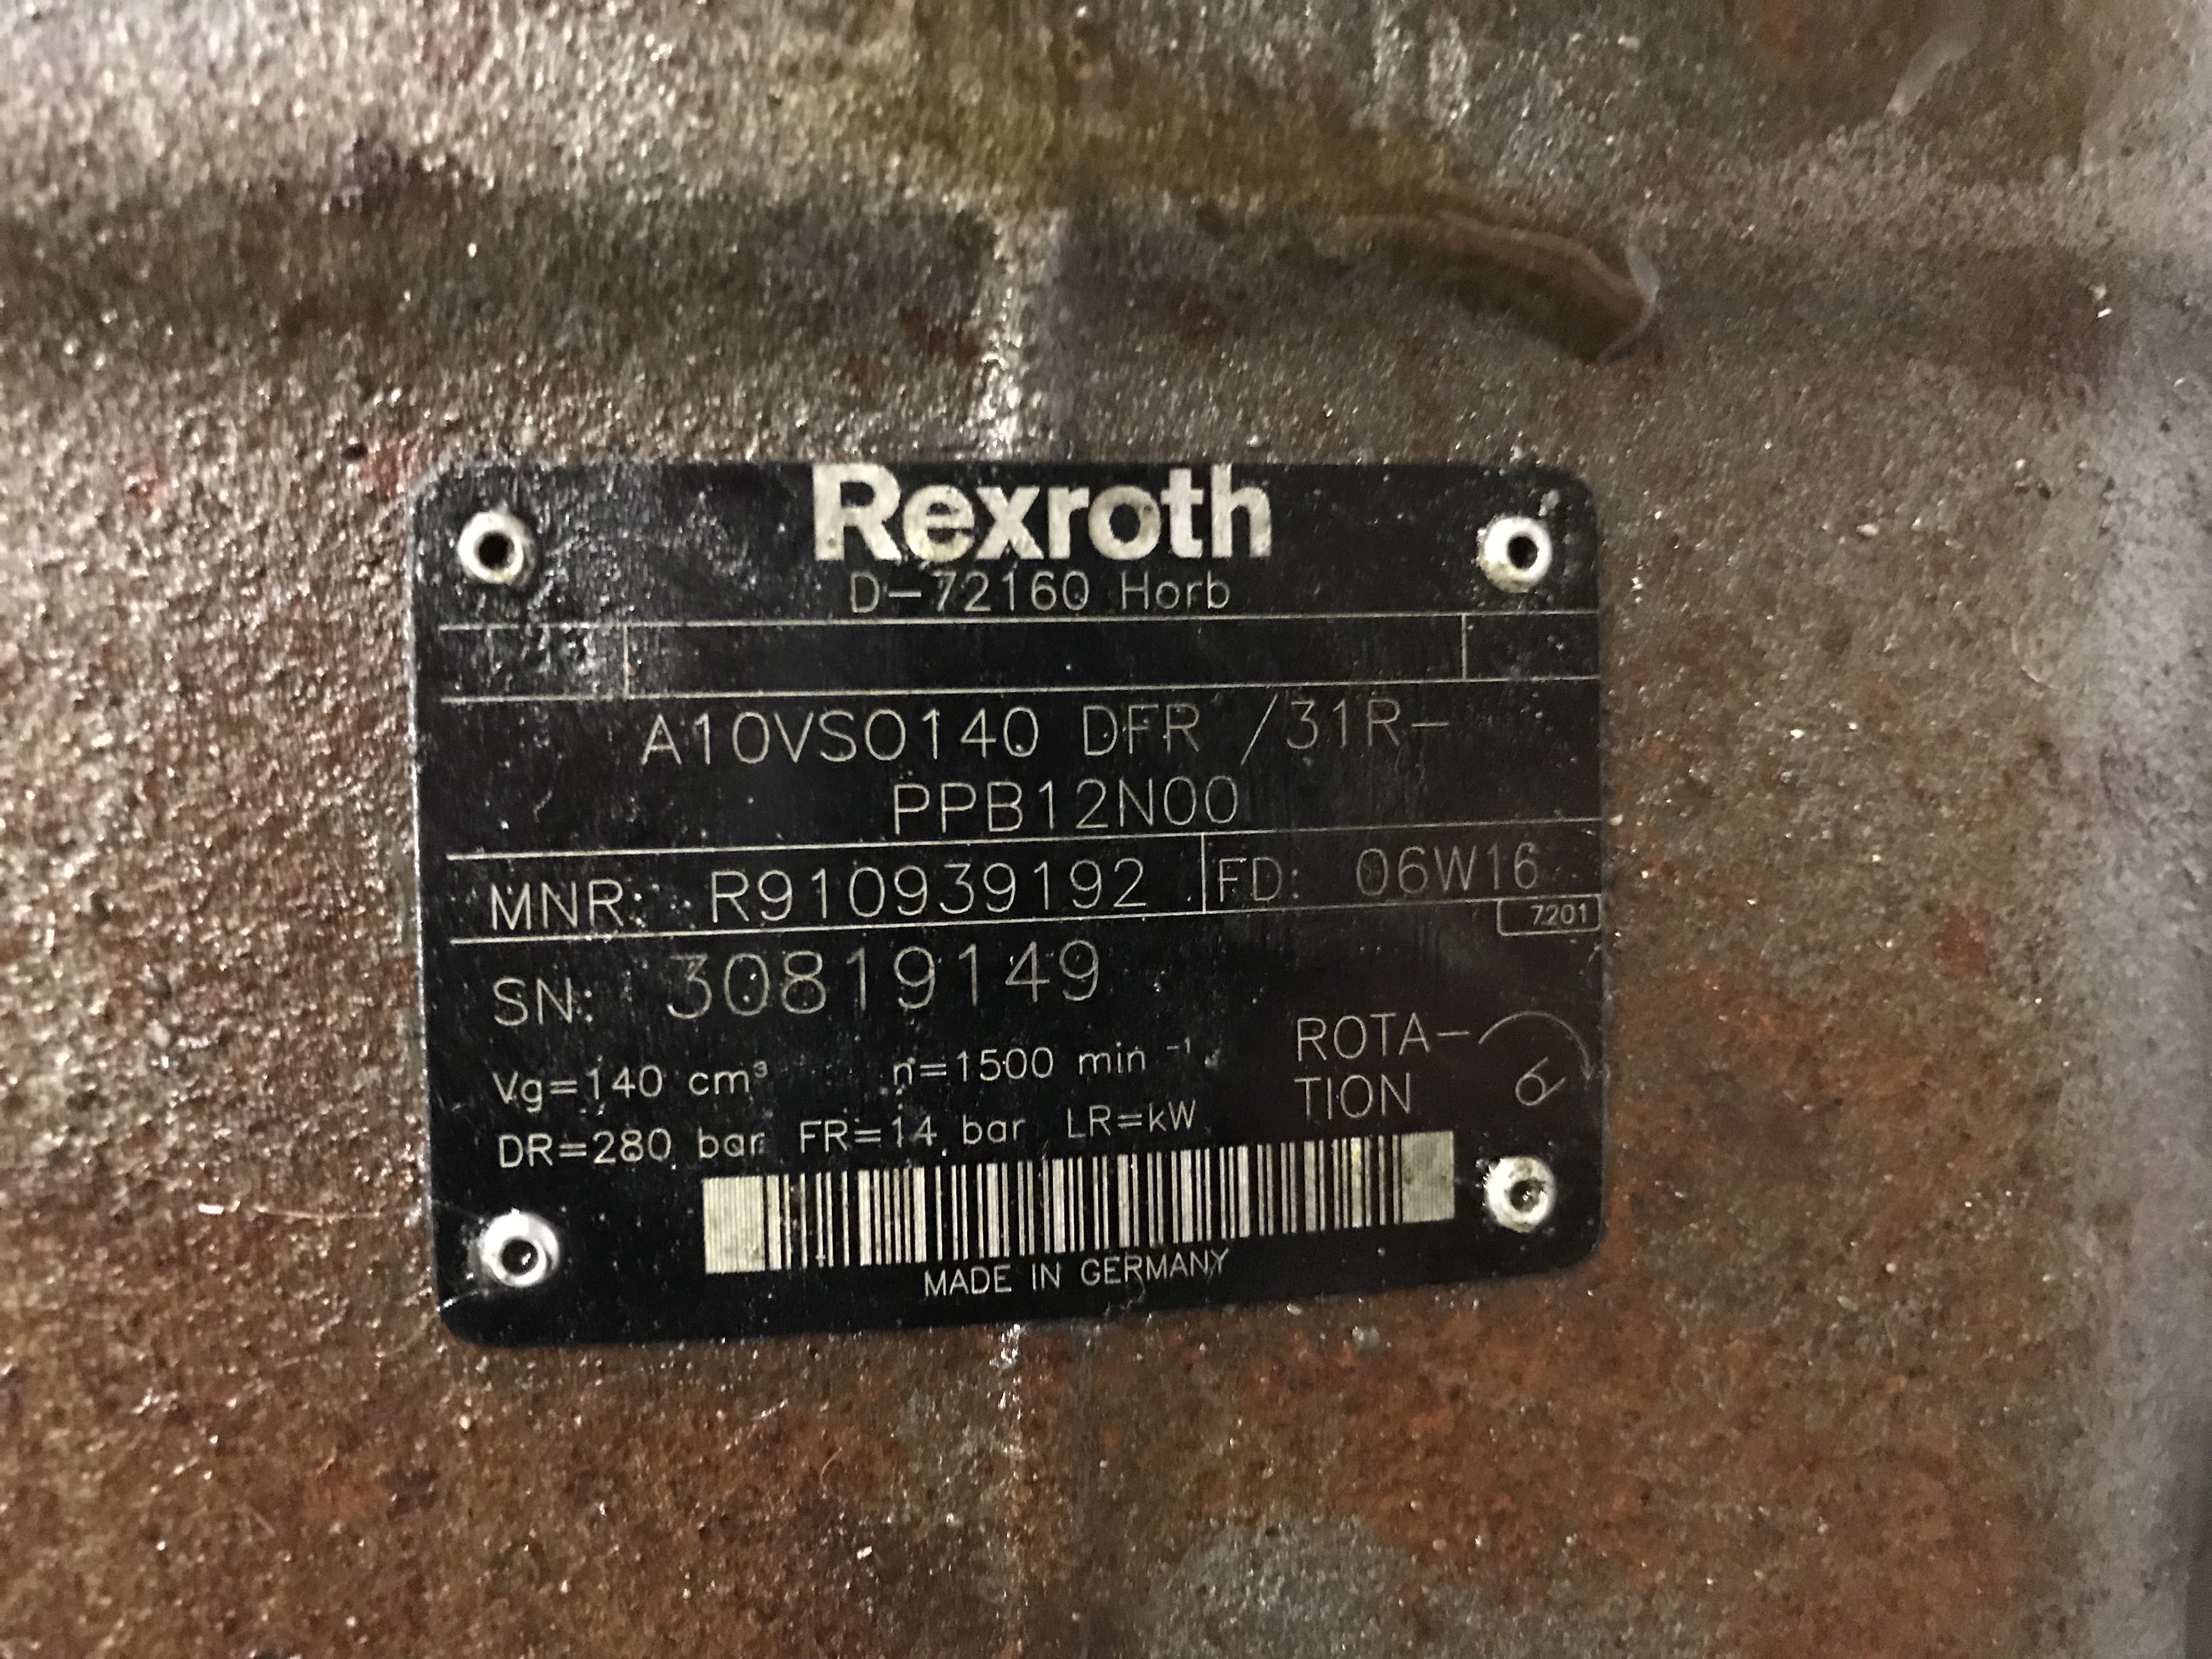 Rexroth
D-72160 Horb
A10VSO140 DFR /31R-
PPB12N00
MNR: R910939192 FD: 06W16
7201
SN: 30819149
Vg=140 cm³ n=1500 min ⁻¹
ROTA-
TION
DR=280 bar FR=14 bar LR=kW
MADE IN GERMANY